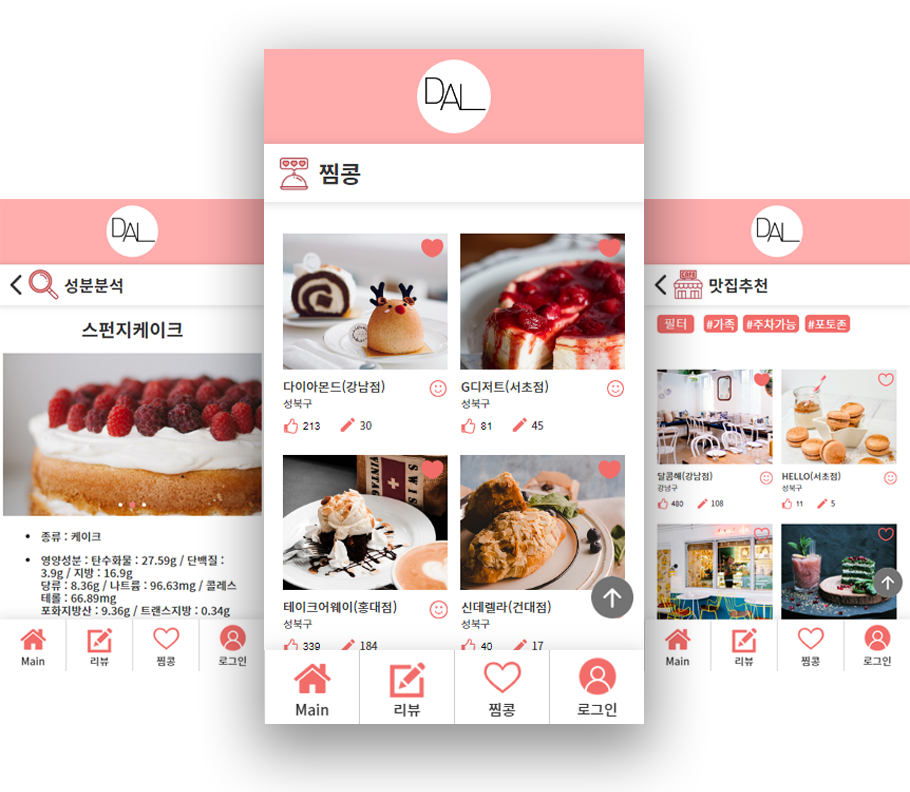 DAL
성분분석
스펀지케이크
종류 : 케이크
영양성분 : 탄수화물 : 27.59g / 단백질 :
3.9g / 지방 : 16.9g
당류 : 8.36g / 나트륨 : 96.63mg / 콜레스
테롤 : 66.89mg
포화지방산 : 9.36g / 트랜스지방 : 0.34g
Main 리뷰 찜콩 로그인
DAL
찜콩
다이아몬드(강남점)
성북구
213 30
G디저트(서초점)
성북구
81 45
SWISS
VINTAG
테이크어웨이(홍대점)
성북구
339 184
신데렐라(건대점)
성북구
40 17
Main 리뷰 찜콩 로그인
DAL
CAFE
맛집추천
필터 #가족 #주차가능 #포토존
달콤해(강남점)
강남구
480 108
HELLO(서초점)
성북구
11 5
Main 리뷰 찜콩 로그인